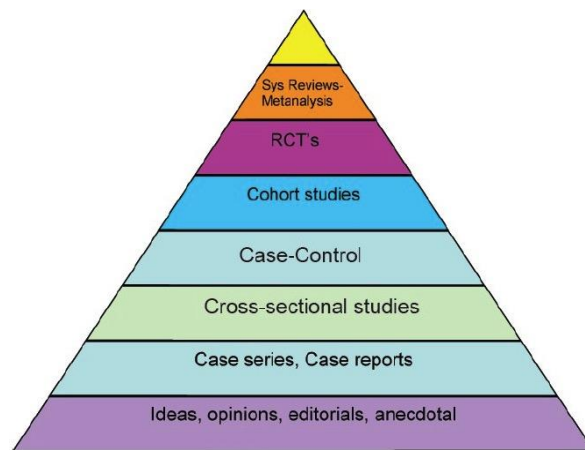 Sys Reviews-
Metanalysis
RCT's
Cohort studies
Case-Control
Cross-sectional studies
Case series, Case reports
Ideas, opinions, editorials, anecdotal